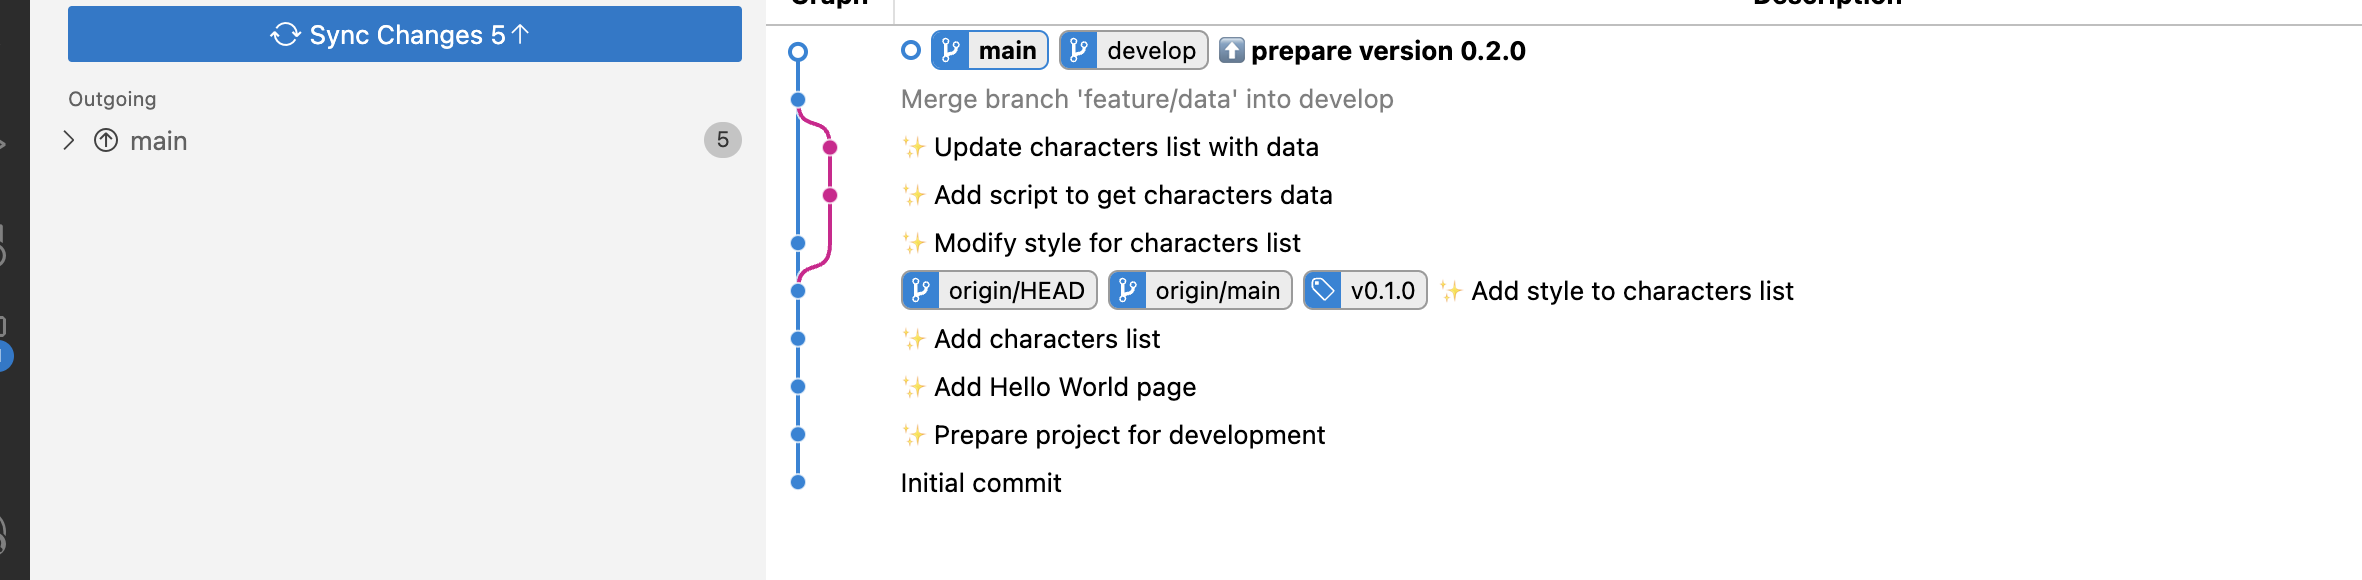 Graph
Description
Sync Changes 5↑
Outgoing
main
5
main develop ⬆️ prepare version 0.2.0
Merge branch 'feature/data' into develop
✨ Update characters list with data
✨ Add script to get characters data
✨ Modify style for characters list
origin/HEAD origin/main v0.1.0 ✨ Add style to characters list
✨ Add characters list
✨ Add Hello World page
✨ Prepare project for development
Initial commit